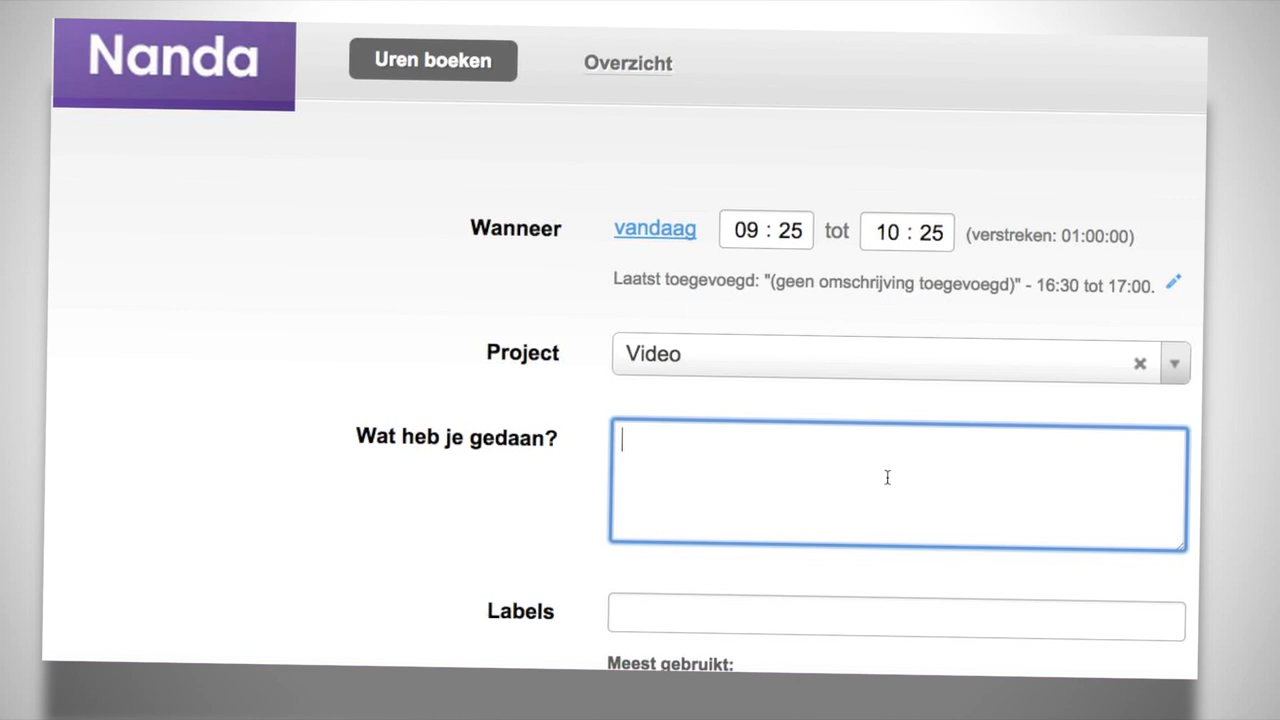 Nanda
Uren boeken
Overzicht
Wanneer
vandaag 09 : 25 tot 10 : 25 (verstreken: 01:00:00)
Laatst toegevoegd: "(geen omschrijving toegevoegd)" - 16:30 tot 17:00.
Project
Video
Wat heb je gedaan?
Labels
Meest gebruikt: